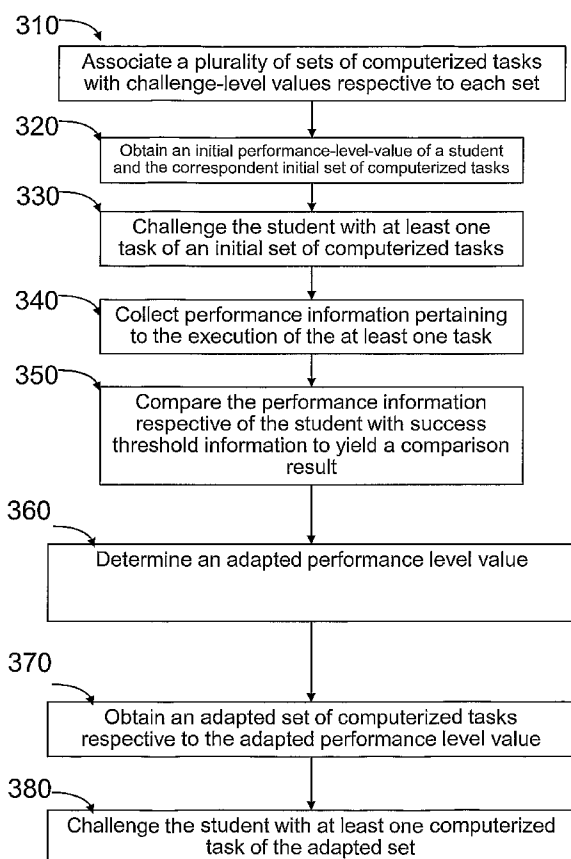 310
Associate a plurality of sets of computerized tasks
with challenge-level values respective to each set
320
Obtain an initial performance-level-value of a student
and the correspondent initial set of computerized tasks
330
Challenge the student with at least one
task of an initial set of computerized tasks
340
Collect performance information pertaining
to the execution of the at least one task
350
Compare the performance information
respective of the student with success
threshold information to yield a comparison
result
360
Determine an adapted performance level value
370
Obtain an adapted set of computerized tasks
respective to the adapted performance level value
380
Challenge the student with at least one computerized
task of the adapted set